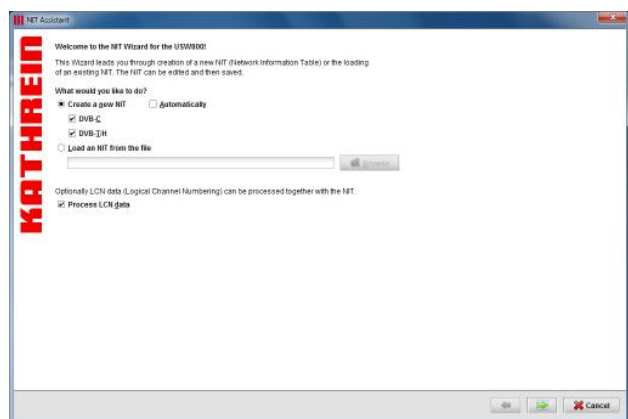 NIT Assistant
KATHREIN
Welcome to the NIT Wizard for the USW800!
This Wizard leads you through creation of a new NIT (Network Information Table) or the loading
of an existing NIT. The NIT can be edited and then saved.
What would you like to do?
Create a new NIT Automatically
DVB-C
DVB-T/H
Load an NIT from the file
Browse
Optionally LCN data (Logical Channel Numbering) can be processed together with the NIT.
Process LCN data
Cancel